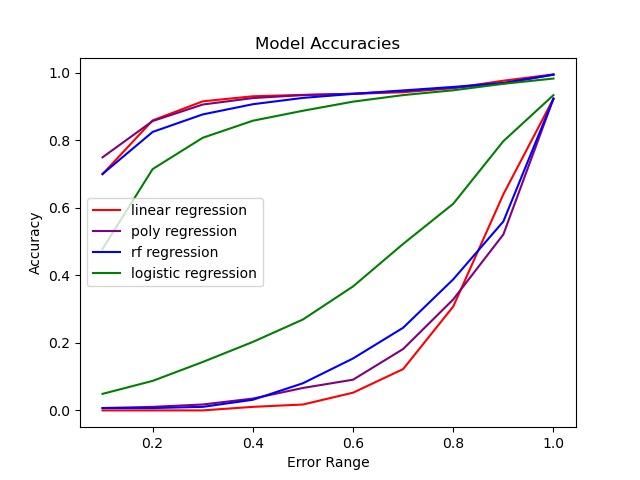 Model Accuracies
1.0
0.8
0.6
0.4
0.2
0.0
Accuracy
linear regression
poly regression
rf regression
logistic regression
0.2 0.4 0.6 0.8 1.0
Error Range